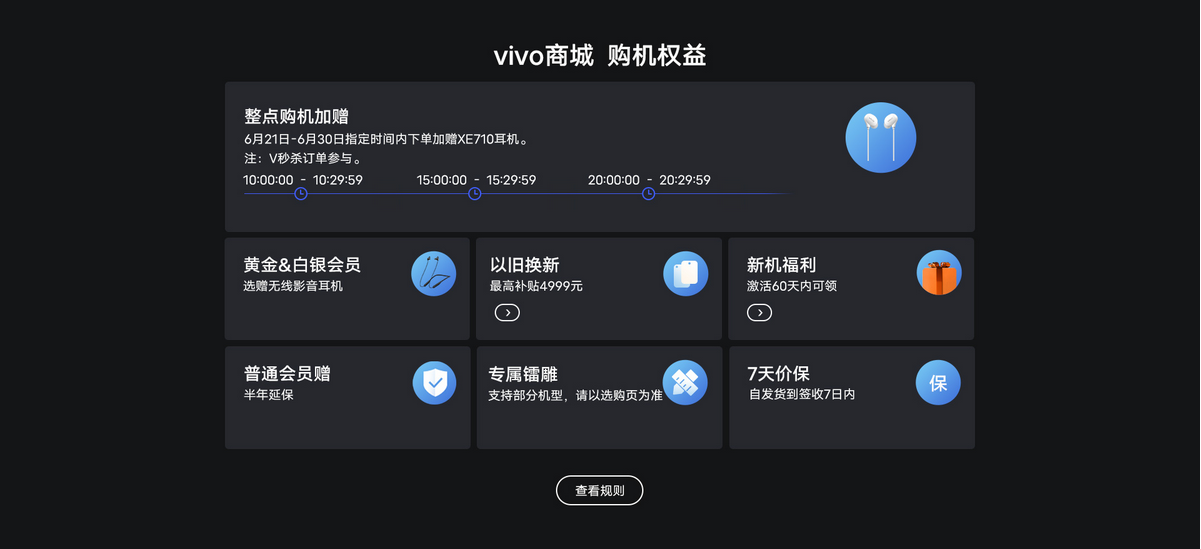 vivo商城 购机权益
整点购机加赠
6月21日-6月30日指定时间内下单加赠XE710耳机。
注：V秒杀订单参与。
10:00:00 - 10:29:59 15:00:00 - 15:29:59 20:00:00 - 20:29:59
黄金&白银会员
选赠无线影音耳机
以旧换新
最高补贴4999元
新机福利
激活60天内可领
普通会员赠
半年延保
专属镭雕
支持部分机型，请以选购页为准
7天价保
自发货到签收7日内
保
查看规则